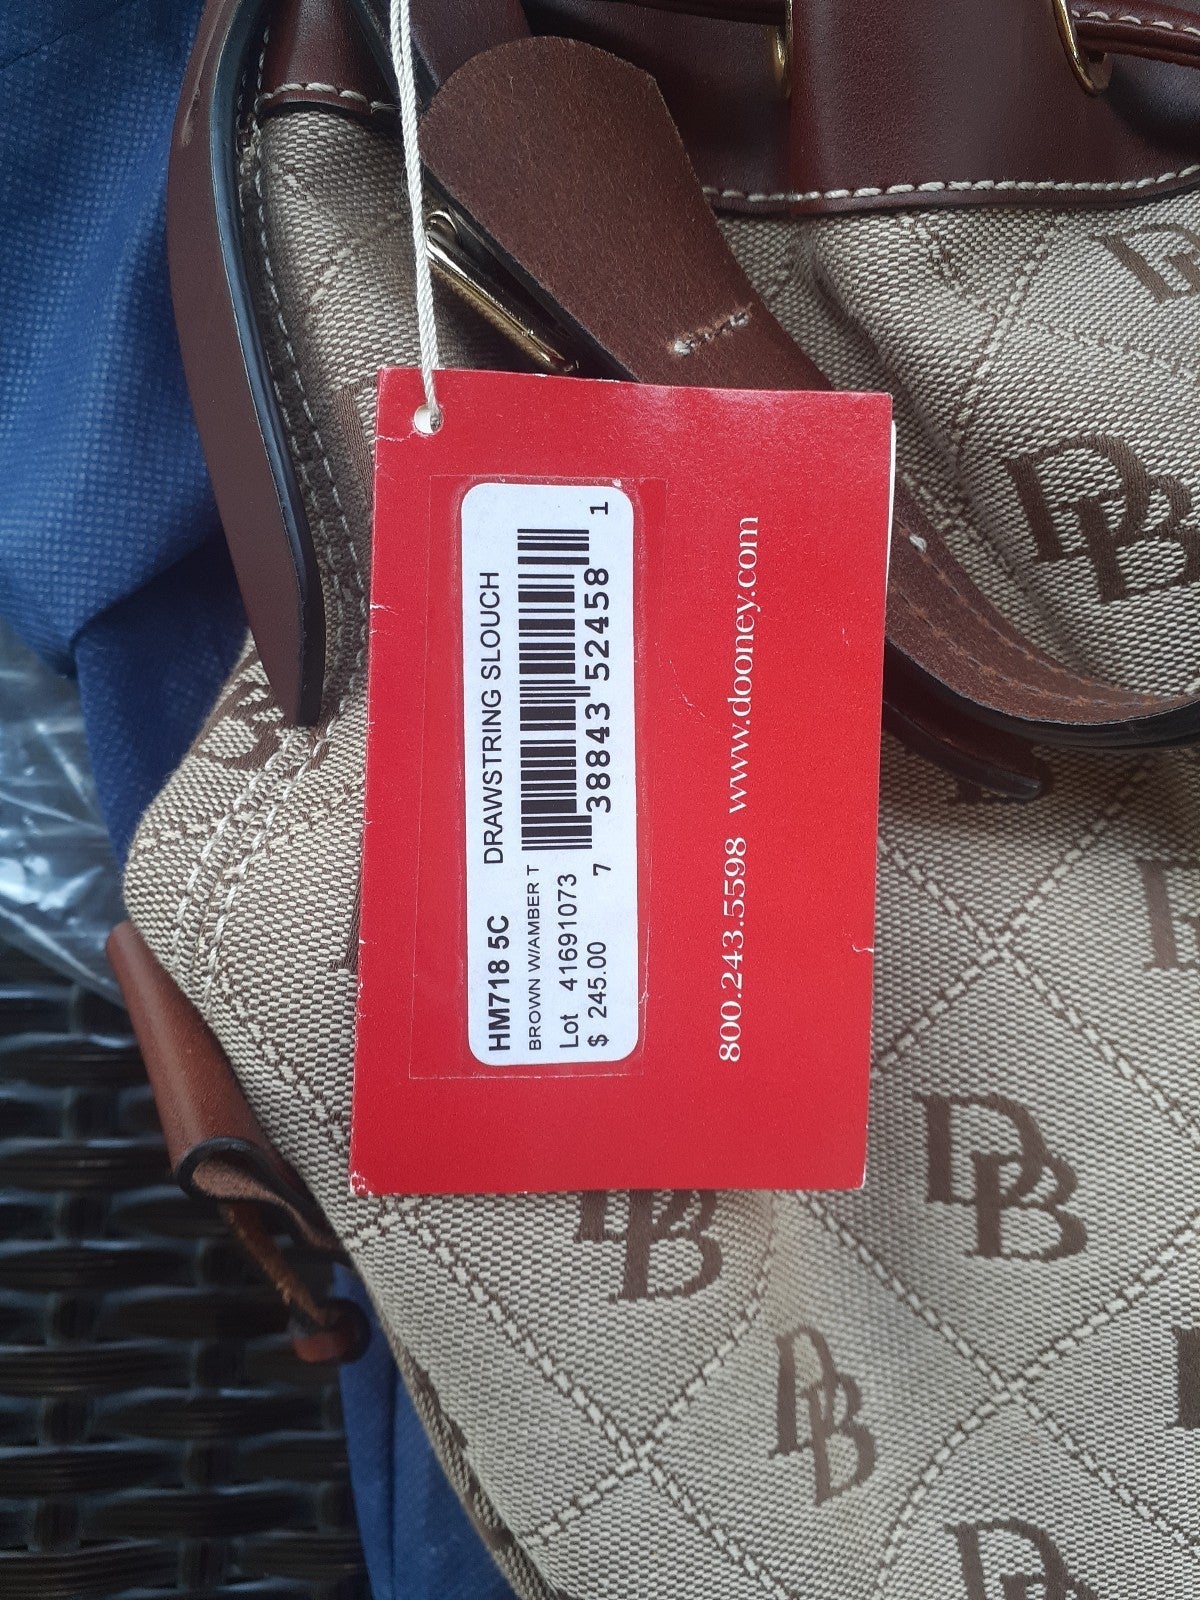 HM718 5C DRAWSTRING SLOUCH
BROWN W/AMBER T
Lot 41691073
$ 245.00
7 38843 52458 1
800.243.5598 www.dooney.com
DB
DB
DB
DB
DB
DB